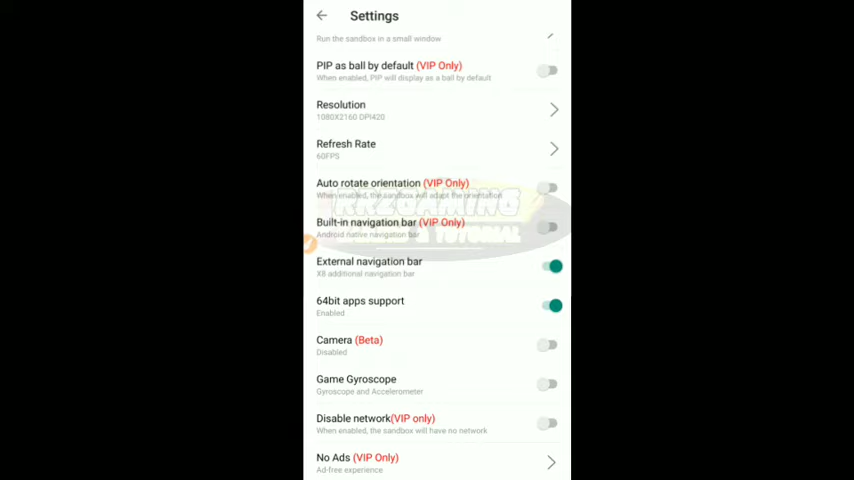 Settings
Run the sandbox in a small window
PIP as ball by default (VIP Only)
When enabled, PIP will display as a ball by default
Resolution
1080X2160 DPI420
Refresh Rate
60FPS
Auto rotate orientation (VIP Only)
When enabled, the sandbox will adapt the orientation
Built-in navigation bar (VIP Only)
Android native navigation bar
External navigation bar
X8 additional navigation bar
64bit apps support
Enabled
Camera (Beta)
Disabled
Game Gyroscope
Gyroscope and Accelerometer
Disable network(VIP only)
When enabled, the sandbox will have no network
No Ads (VIP Only)
Ad-free experience